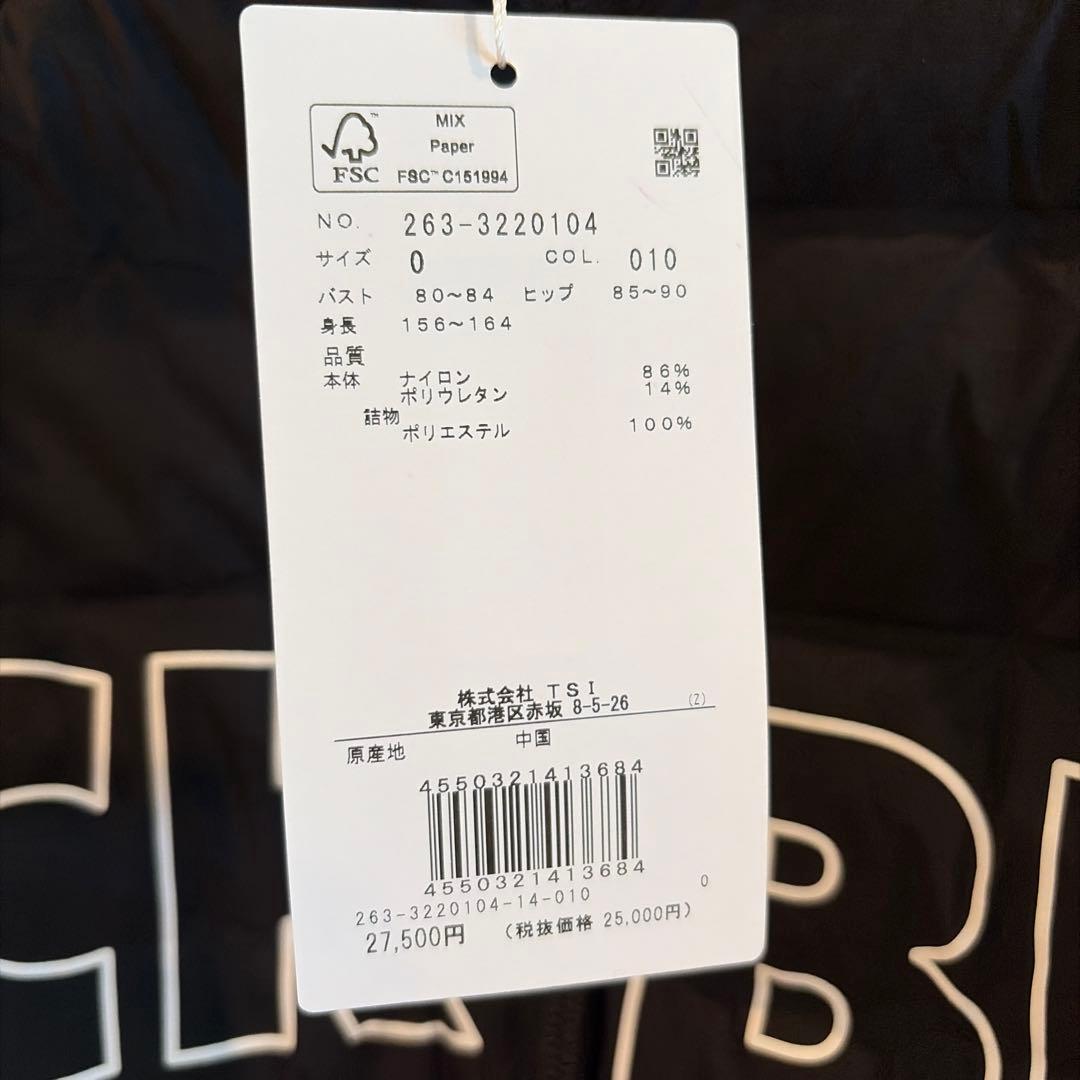 MIX
Paper
FSC™ C151994
FSC
NO. 263-3220104
サイズ 0 COL. 010
バスト 80～84 ヒップ 85～90
身長 156～164
品質
本体 ナイロン 86%
ポリウレタン 14%
詰物
ポリエステル 100%
株式会社 TSI
東京都港区赤坂 8-5-26 (Z)
原産地 中国
4550321413684
4550321413684
263-3220104-14-010 0
27,500円 (税抜価格 25,000円)